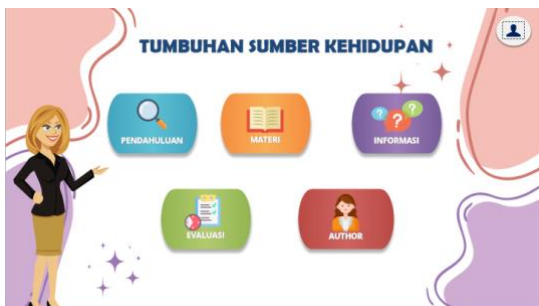 TUMBUHAN SUMBER KEHIDUPAN
PENDAHULUAN
MATERI
INFORMASI
EVALUASI
AUTHOR